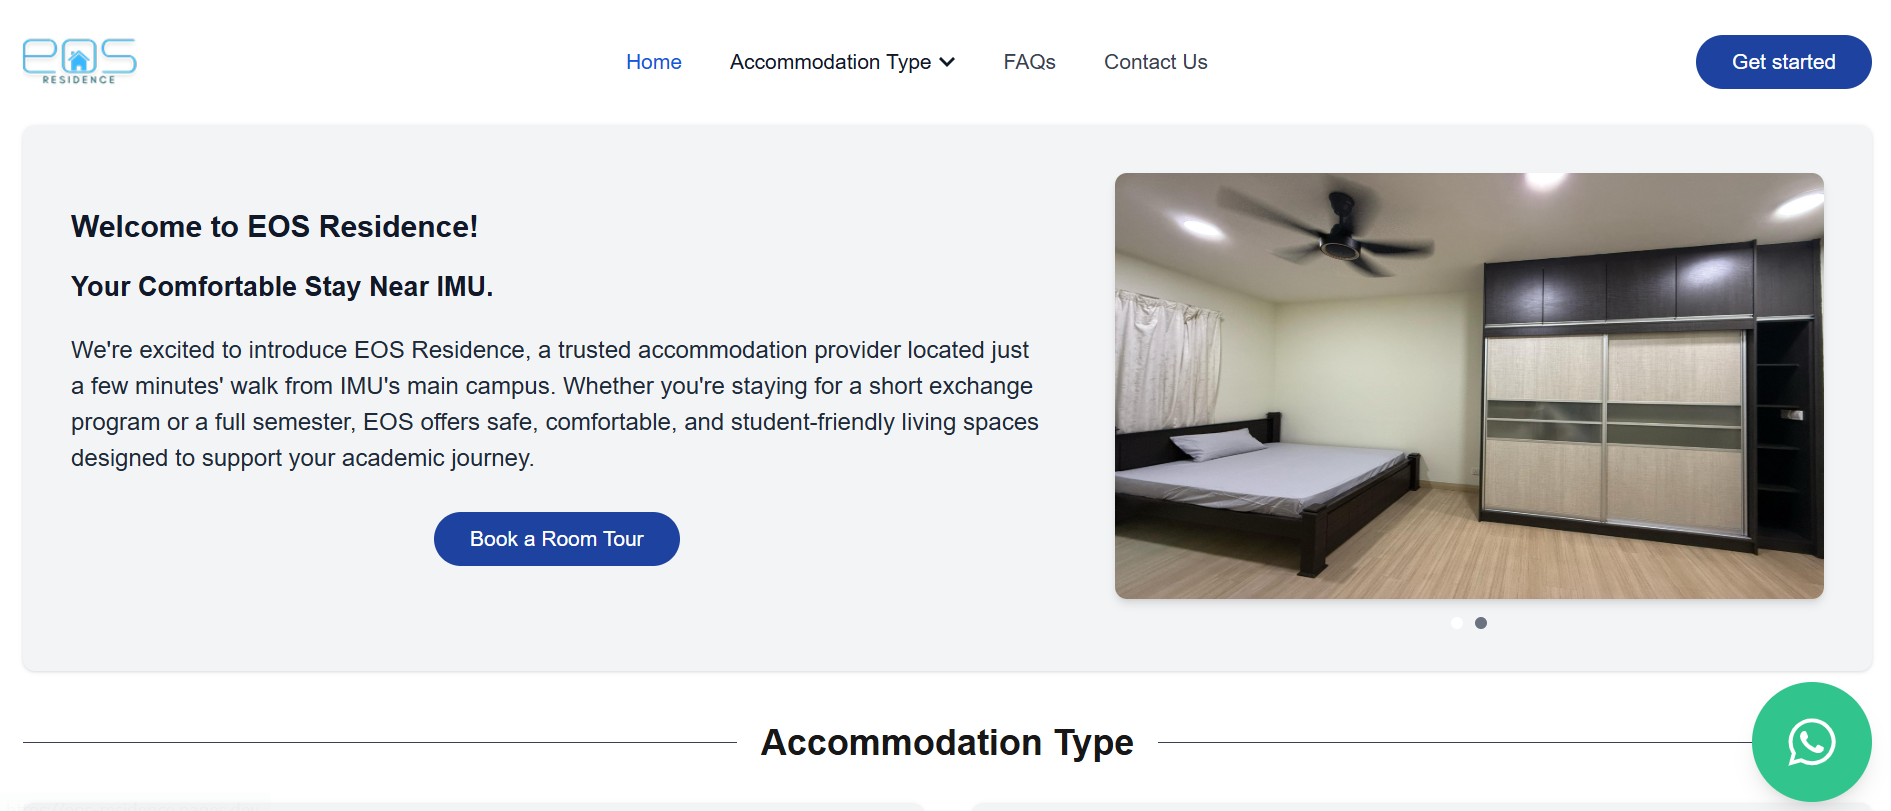 eos
RESIDENCE
Home
Accommodation Type
FAQs
Contact Us
Get started
Welcome to EOS Residence!
Your Comfortable Stay Near IMU.
We're excited to introduce EOS Residence, a trusted accommodation provider located just
a few minutes' walk from IMU's main campus. Whether you're staying for a short exchange
program or a full semester, EOS offers safe, comfortable, and student-friendly living spaces
designed to support your academic journey.
Book a Room Tour
Accommodation Type